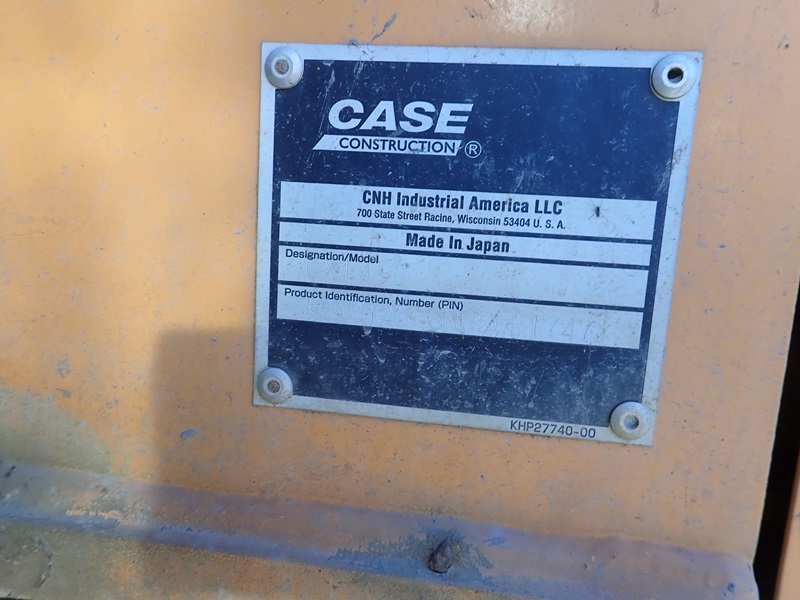 CASE
CONSTRUCTION ®
CNH Industrial America LLC
700 State Street Racine, Wisconsin 53404 U. S. A.
Made In Japan
Designation/Model
Product Identification, Number (PIN)
KHP27740-00